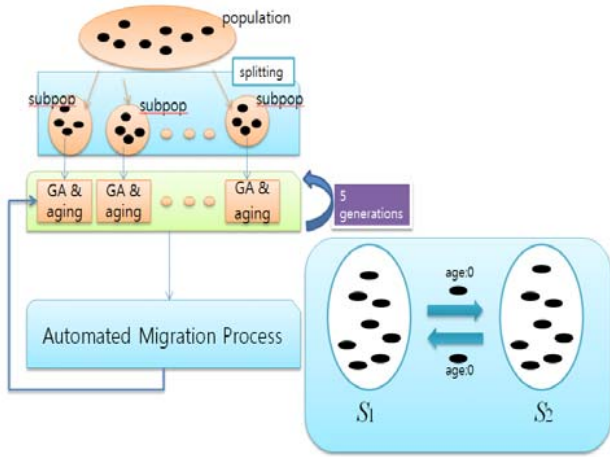 population
splitting
subpop
subpop
subpop
GA &
aging
GA &
aging
GA &
aging
5
generations
Automated Migration Process
age:0
age:0
S1
S2